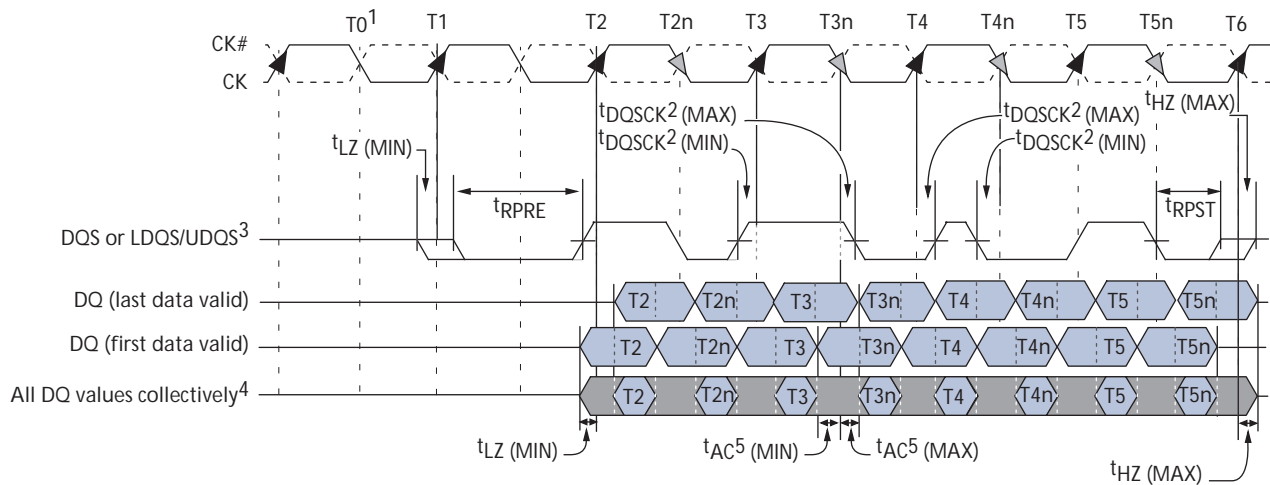 T0¹ T1 T2 T2n T3 T3n T4 T4n T5 T5n T6
CK#
CK
tHZ (MAX)
tDQSCK² (MAX) tDQSCK² (MAX)
tDQSCK² (MIN) tDQSCK² (MIN)
tLZ (MIN)
tRPRE tRPST
DQS or LDQS/UDQS³
DQ (last data valid) T2 T2n T3 T3n T4 T4n T5 T5n
DQ (first data valid) T2 T2n T3 T3n T4 T4n T5 T5n
All DQ values collectively⁴ T2 T2n T3 T3n T4 T4n T5 T5n
tLZ (MIN) tAC⁵ (MIN) tAC⁵ (MAX) tHZ (MAX)